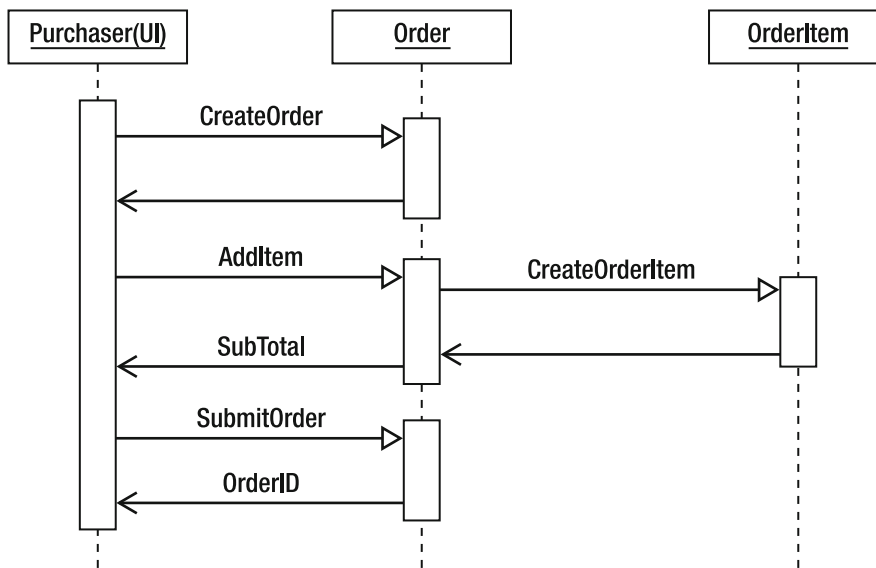 Purchaser(UI)
Order
OrderItem
CreateOrder
AddItem
CreateOrderItem
SubTotal
SubmitOrder
OrderID